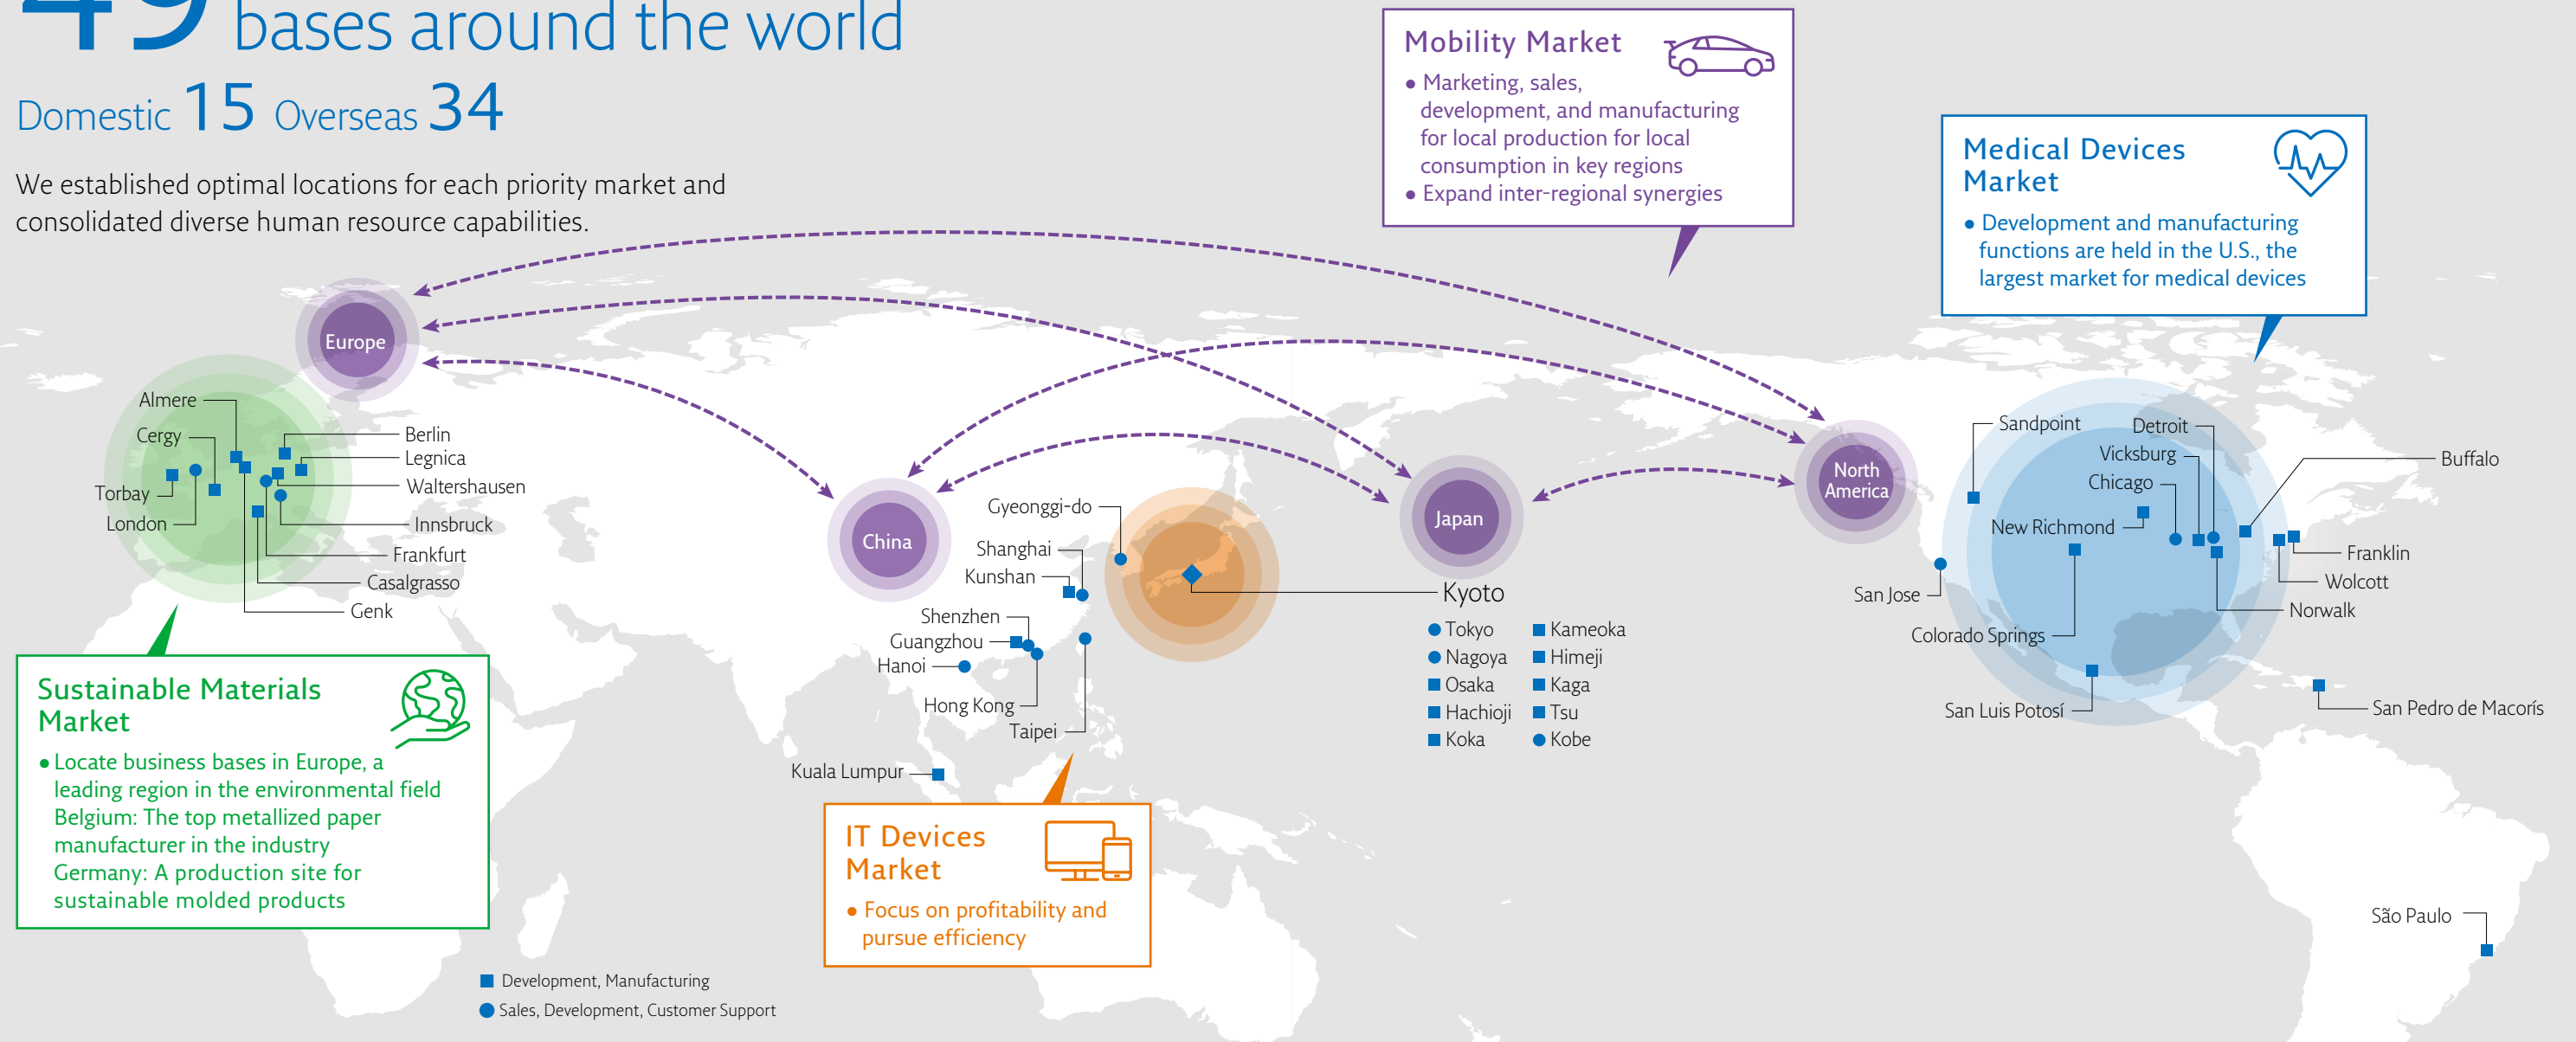 49 bases around the world
Domestic 15 Overseas 34
We established optimal locations for each priority market and
consolidated diverse human resource capabilities.
Mobility Market
● Marketing, sales,
development, and manufacturing
for local production for local
consumption in key regions
● Expand inter-regional synergies
Medical Devices
Market
● Development and manufacturing
functions are held in the U.S., the
largest market for medical devices
Europe
China
Japan
North
America
Almere
Cergy
Torbay
London
Berlin
Legnica
Waltershausen
Innsbruck
Frankfurt
Casalgrasso
Genk
Sustainable Materials
Market
● Locate business bases in Europe, a
leading region in the environmental field
Belgium: The top metallized paper
manufacturer in the industry
Germany: A production site for
sustainable molded products
Gyeonggi-do
Shanghai
Kunshan
Shenzhen
Guangzhou
Hanoi
Hong Kong
Taipei
Kuala Lumpur
IT Devices
Market
● Focus on profitability and
pursue efficiency
Kyoto
● Tokyo
● Nagoya
■ Osaka
■ Hachioji
■ Koka
■ Kameoka
■ Himeji
■ Kaga
■ Tsu
● Kobe
Sandpoint
Detroit
Vicksburg
Chicago
New Richmond
San Jose
Colorado Springs
San Luis Potosí
Buffalo
Franklin
Wolcott
Norwalk
San Pedro de Macorís
São Paulo
■ Development, Manufacturing
● Sales, Development, Customer Support